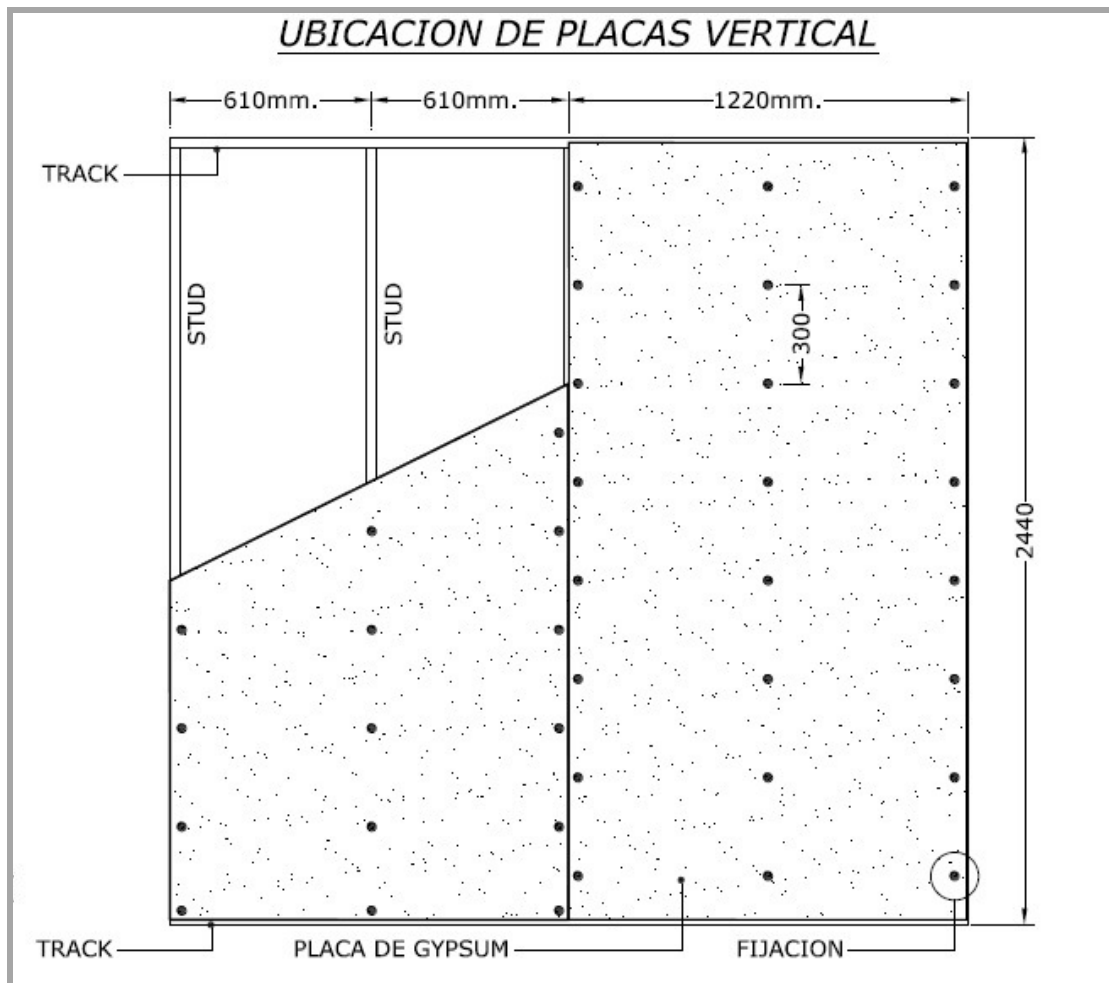 UBICACION DE PLACAS VERTICAL
610mm. 610mm. 1220mm.
TRACK
STUD
STUD
300
2440
TRACK
PLACA DE GYPSUM
FIJACION